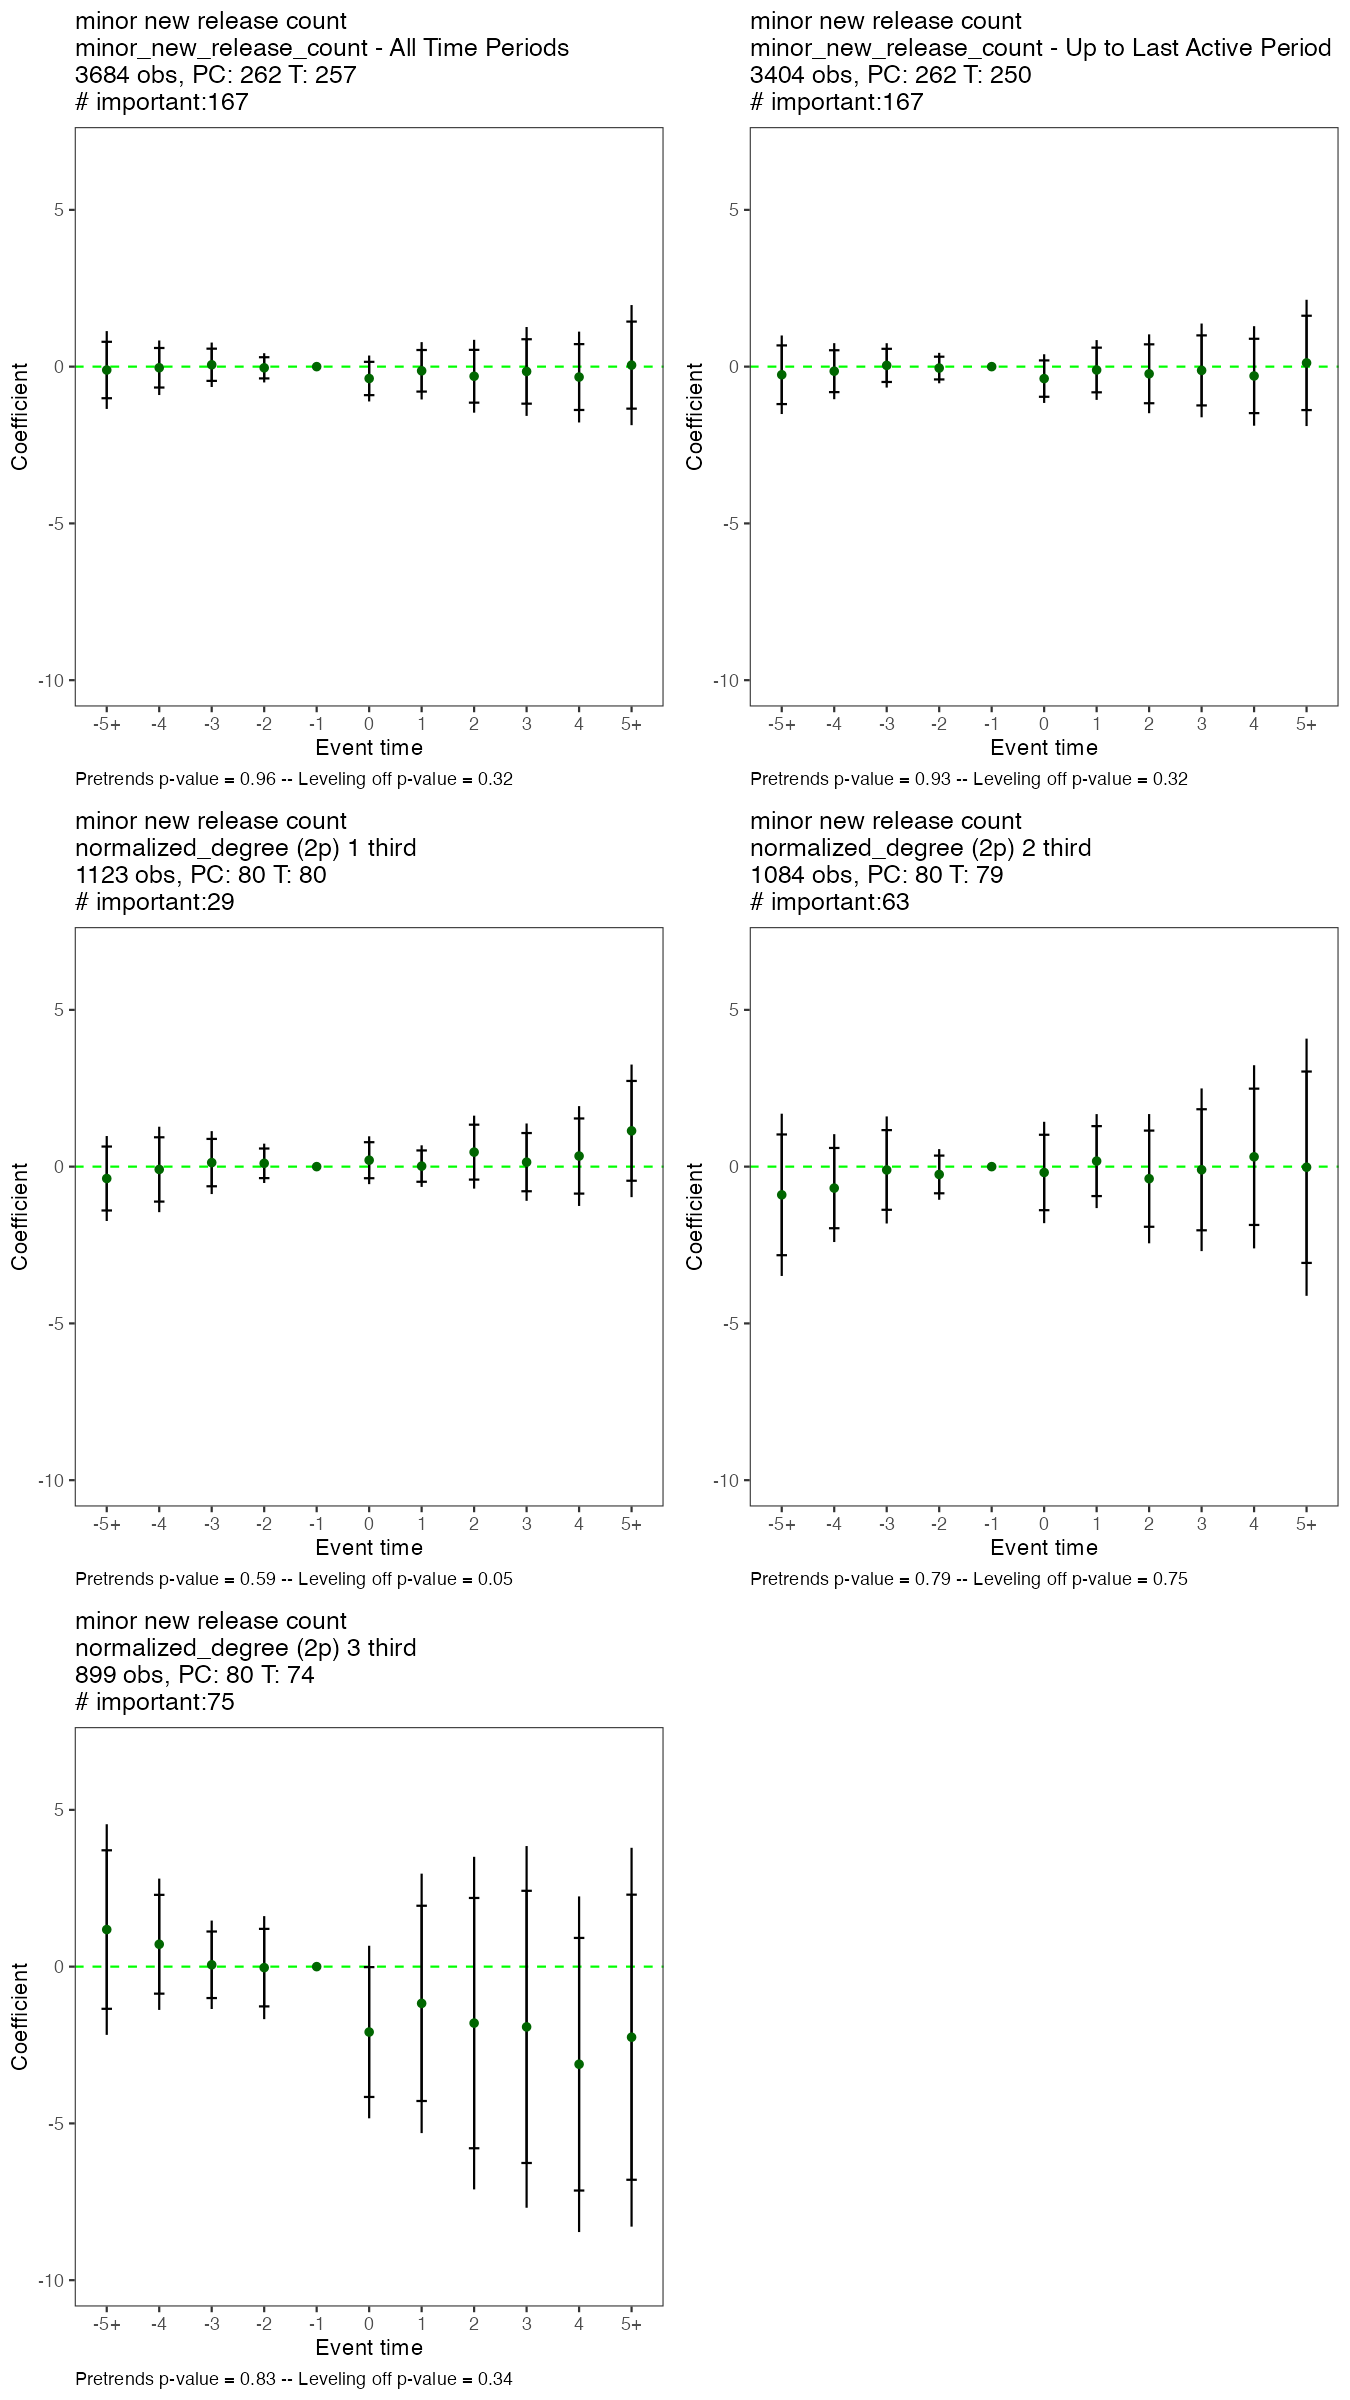 minor new release count
minor_new_release_count - All Time Periods
3684 obs, PC: 262 T: 257
# important:167
5
0
-5
-10
Coefficient
-5+ -4 -3 -2 -1 0 1 2 3 4 5+
Event time
Pretrends p-value = 0.96 -- Leveling off p-value = 0.32
minor new release count
minor_new_release_count - Up to Last Active Period
3404 obs, PC: 262 T: 250
# important:167
5
0
-5
-10
Coefficient
-5+ -4 -3 -2 -1 0 1 2 3 4 5+
Event time
Pretrends p-value = 0.93 -- Leveling off p-value = 0.32
minor new release count
normalized_degree (2p) 1 third
1123 obs, PC: 80 T: 80
# important:29
5
0
-5
-10
Coefficient
-5+ -4 -3 -2 -1 0 1 2 3 4 5+
Event time
Pretrends p-value = 0.59 -- Leveling off p-value = 0.05
minor new release count
normalized_degree (2p) 2 third
1084 obs, PC: 80 T: 79
# important:63
5
0
-5
-10
Coefficient
-5+ -4 -3 -2 -1 0 1 2 3 4 5+
Event time
Pretrends p-value = 0.79 -- Leveling off p-value = 0.75
minor new release count
normalized_degree (2p) 3 third
899 obs, PC: 80 T: 74
# important:75
5
0
-5
-10
Coefficient
-5+ -4 -3 -2 -1 0 1 2 3 4 5+
Event time
Pretrends p-value = 0.83 -- Leveling off p-value = 0.34